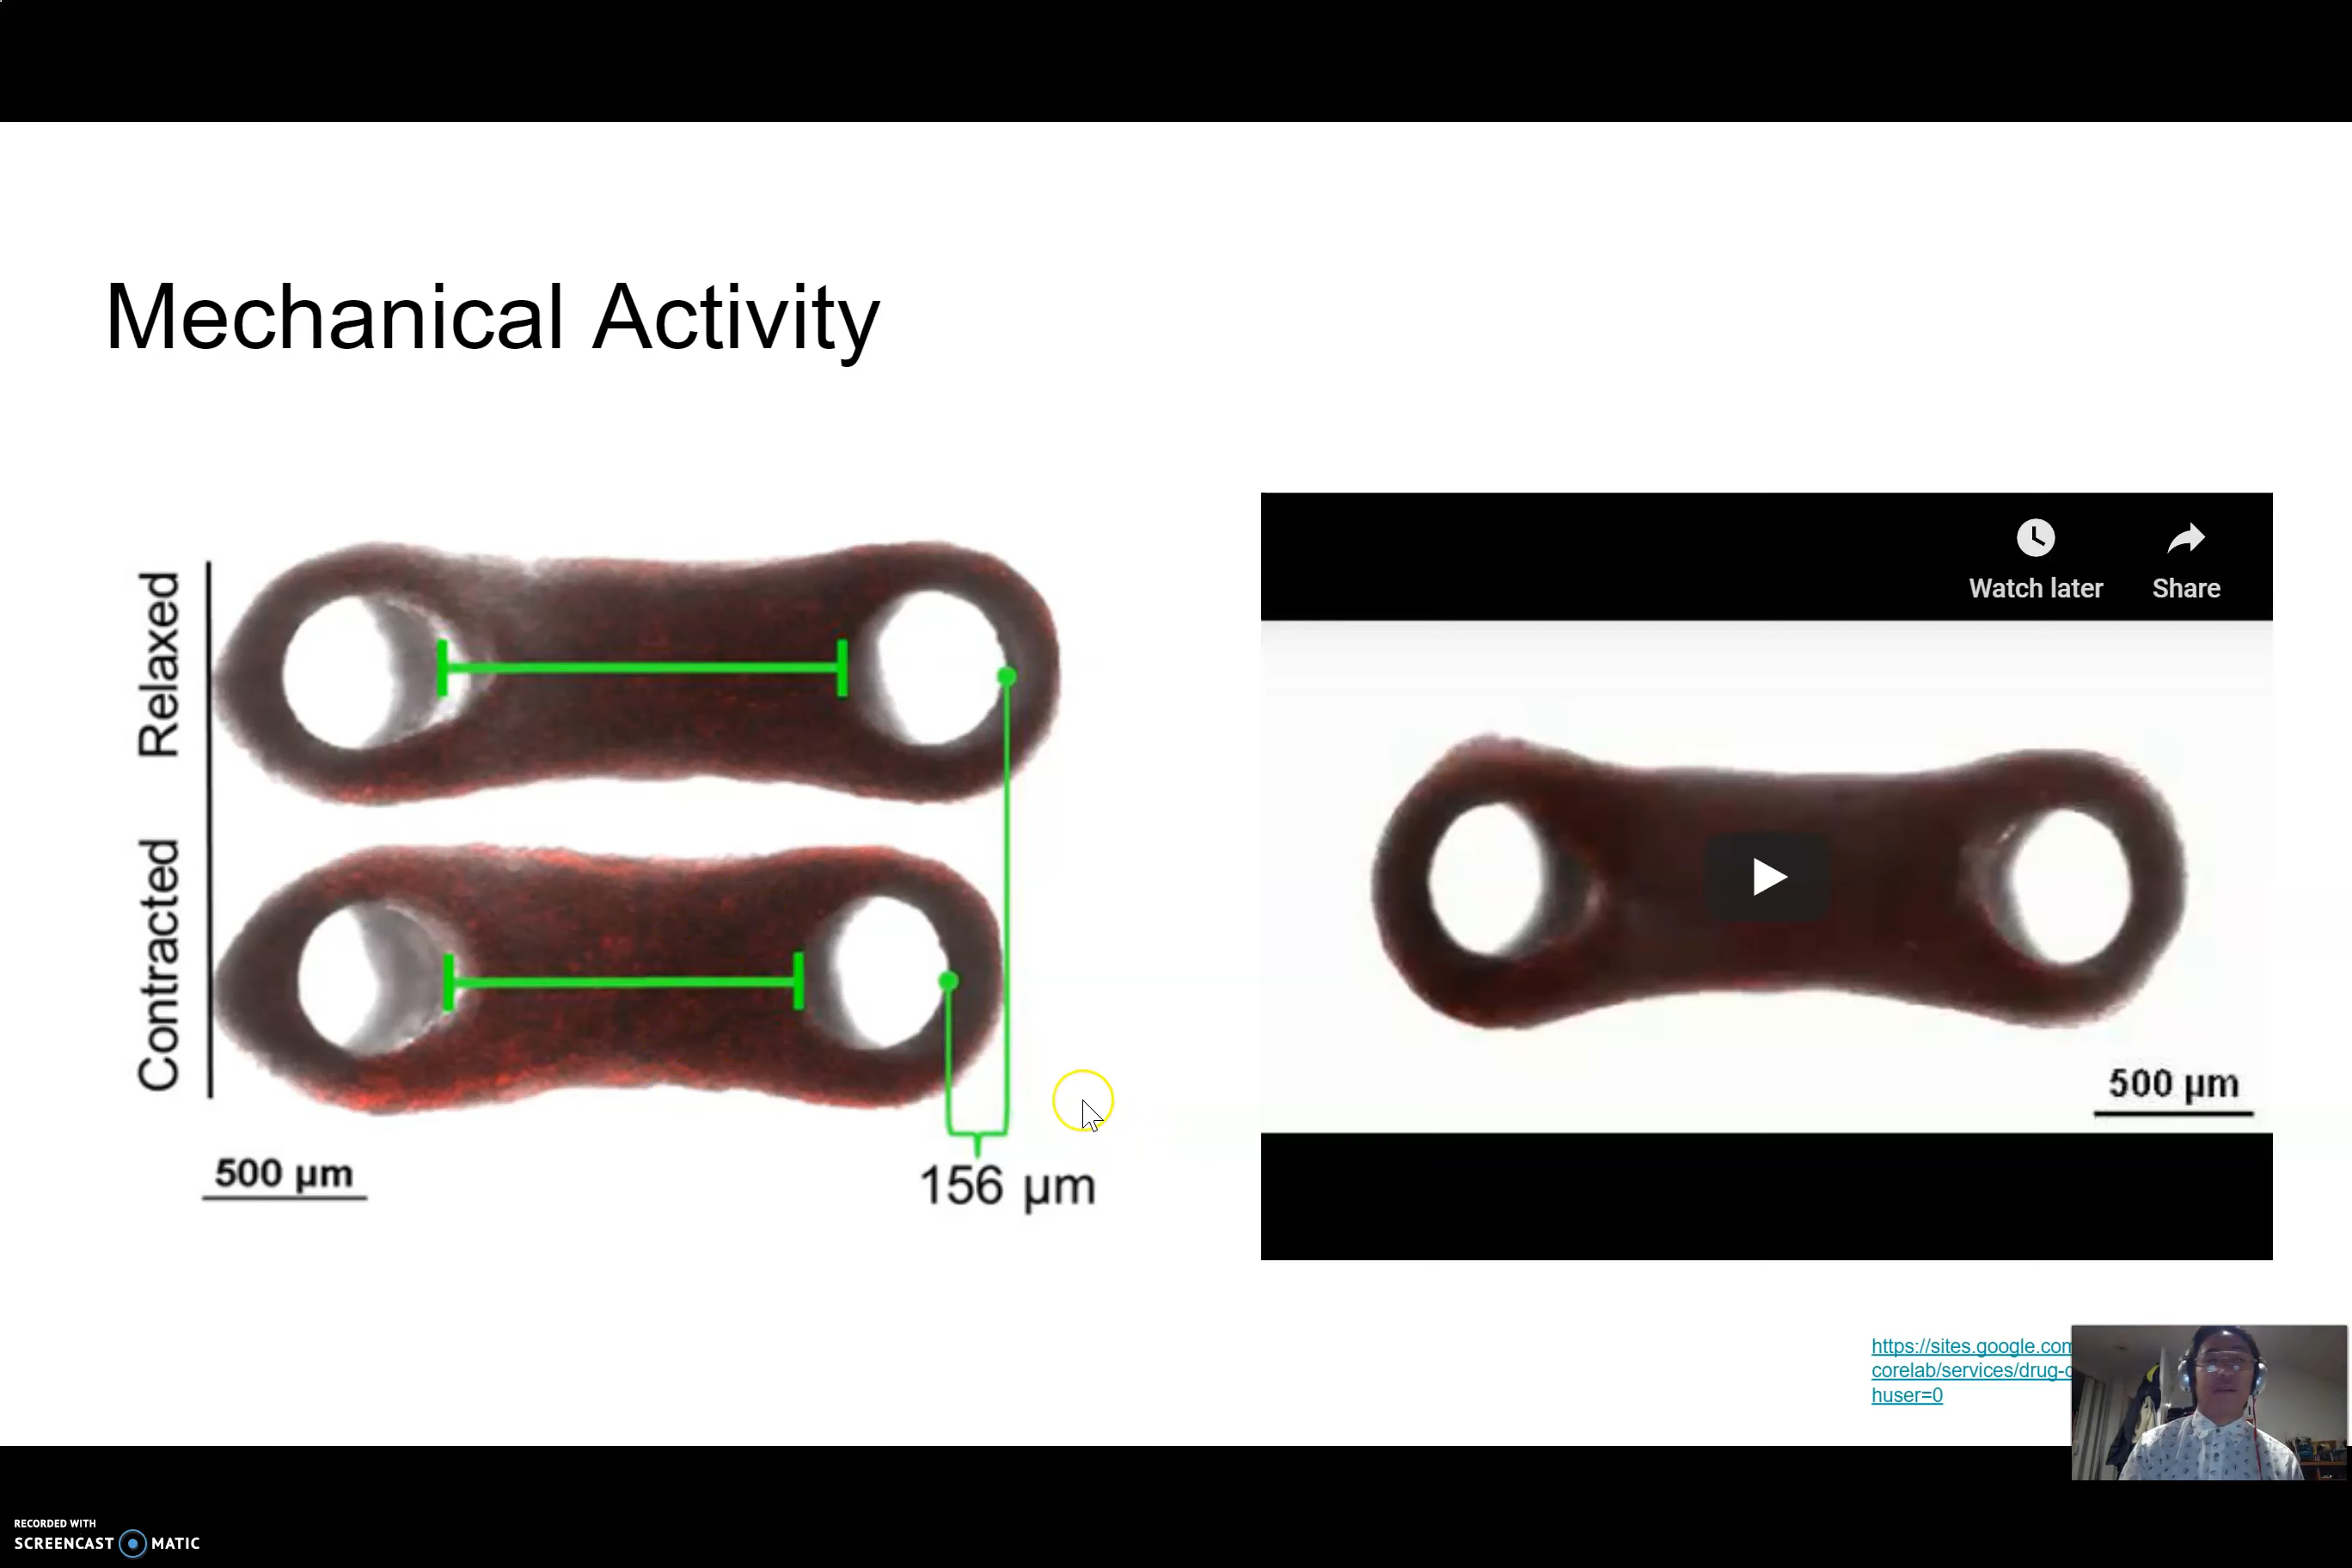 Mechanical Activity
Relaxed
Contracted
500 µm
156 µm
Watch later
Share
500 µm
https://sites.google.com
corelab/services/drug-
huser=0
RECORDED WITH
SCREENCAST MATIC